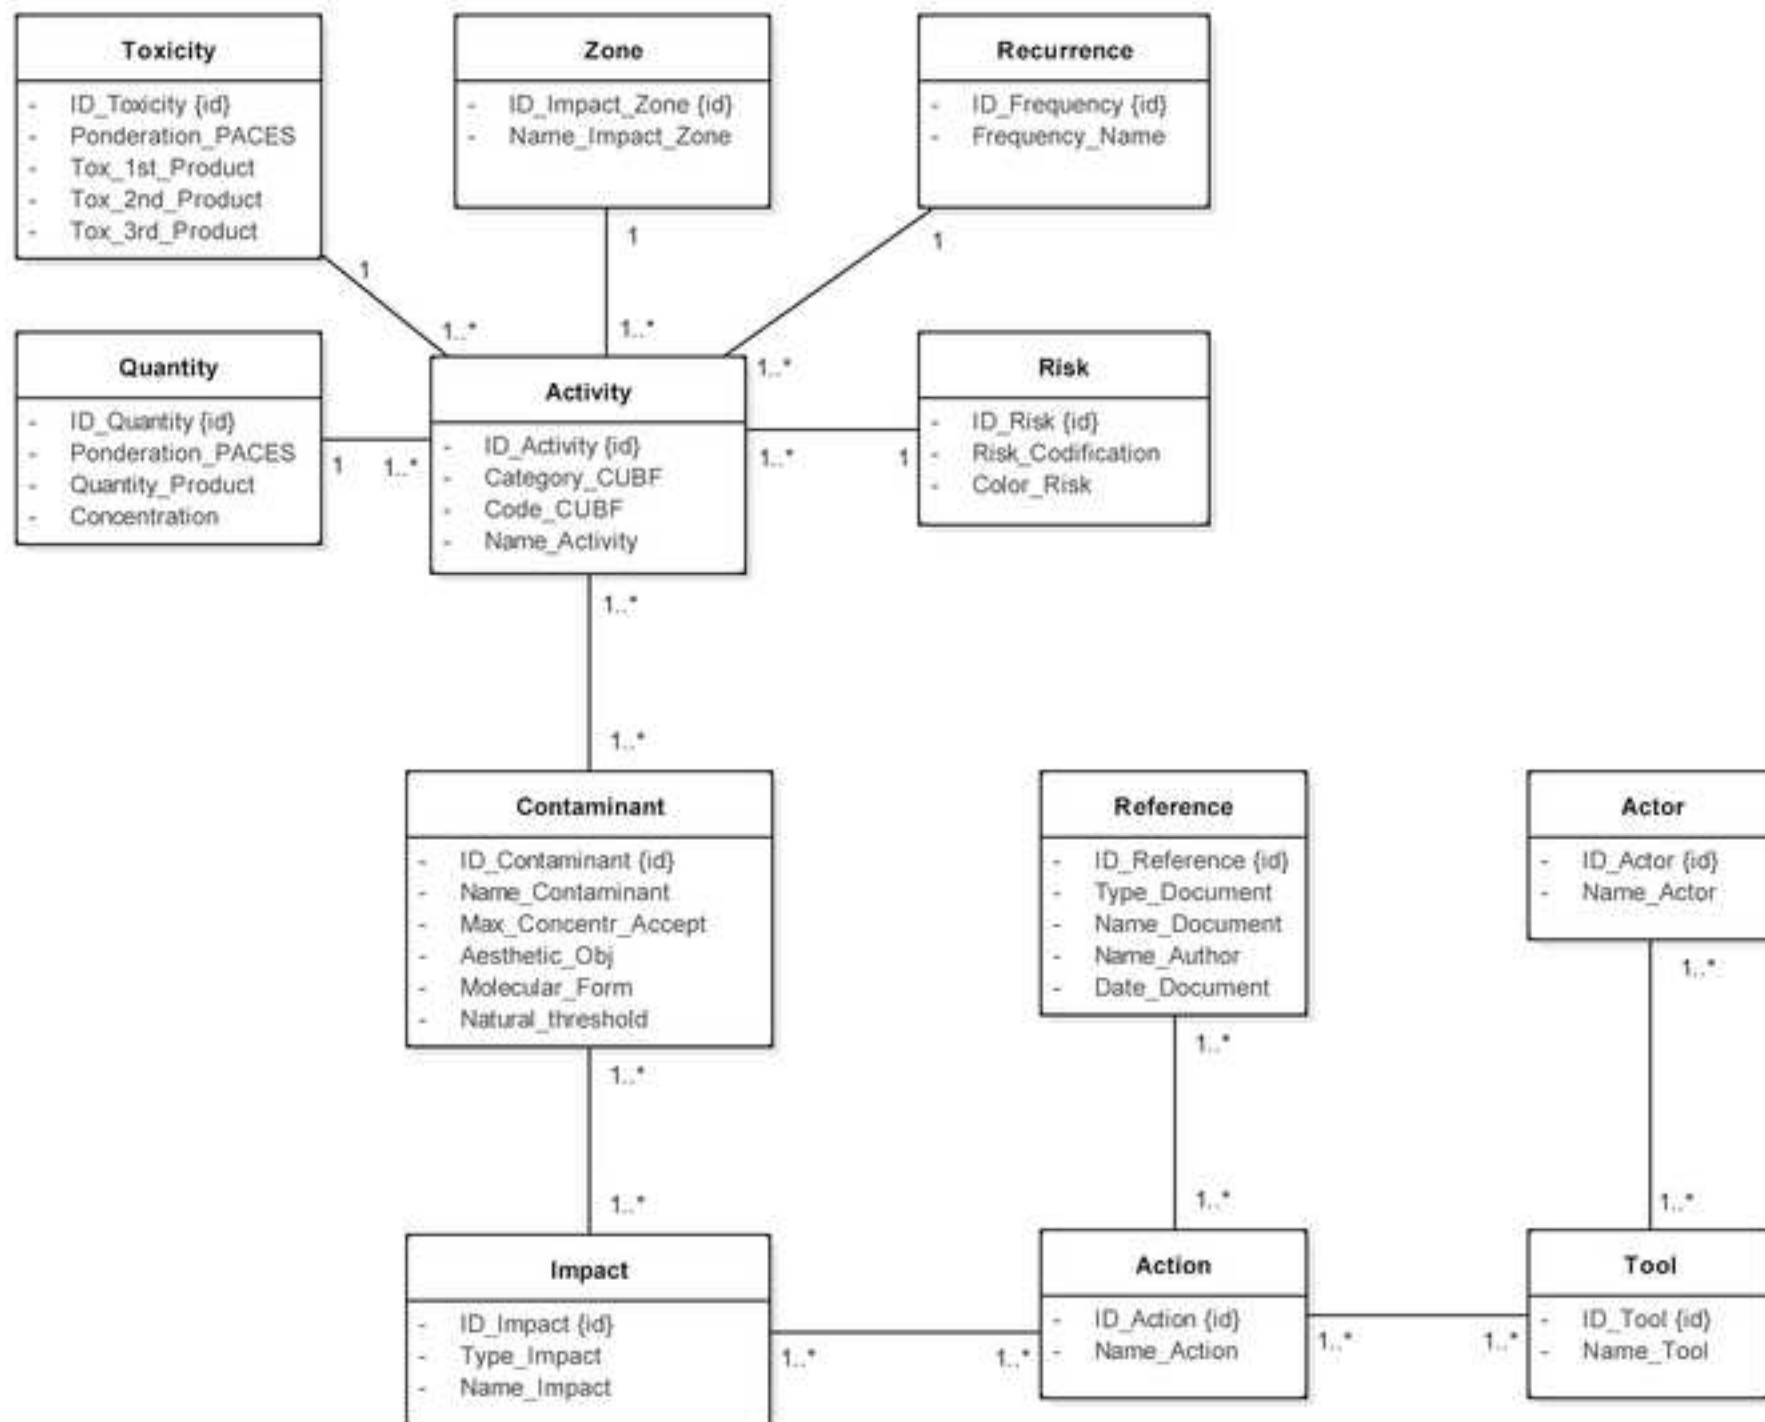 Toxicity
- ID_Toxicity {id}
- Ponderation_PACES
- Tox_1st_Product
- Tox_2nd_Product
- Tox_3rd_Product
Zone
- ID_Impact_Zone {id}
- Name_Impact_Zone
Recurrence
- ID_Frequency {id}
- Frequency_Name
1
1
1
1..*
1..*
1..*
Quantity
- ID_Quantity {id}
- Ponderation_PACES
- Quantity_Product
- Concentration
1
1..*
Activity
- ID_Activity {id}
- Category_CUBF
- Code_CUBF
- Name_Activity
1..*
1
Risk
- ID_Risk {id}
- Risk_Codification
- Color_Risk
1..*
1..*
Contaminant
- ID_Contaminant {id}
- Name_Contaminant
- Max_Concentr_Accept
- Aesthetic_Obj
- Molecular_Form
- Natural_threshold
Reference
- ID_Reference {id}
- Type_Document
- Name_Document
- Name_Author
- Date_Document
Actor
- ID_Actor {id}
- Name_Actor
1..*
1..*
1..*
1..*
1..*
1..*
Impact
- ID_Impact {id}
- Type_Impact
- Name_Impact
1..*
1..*
Action
- ID_Action {id}
- Name_Action
1..*
1..*
Tool
- ID_Tool {id}
- Name_Tool